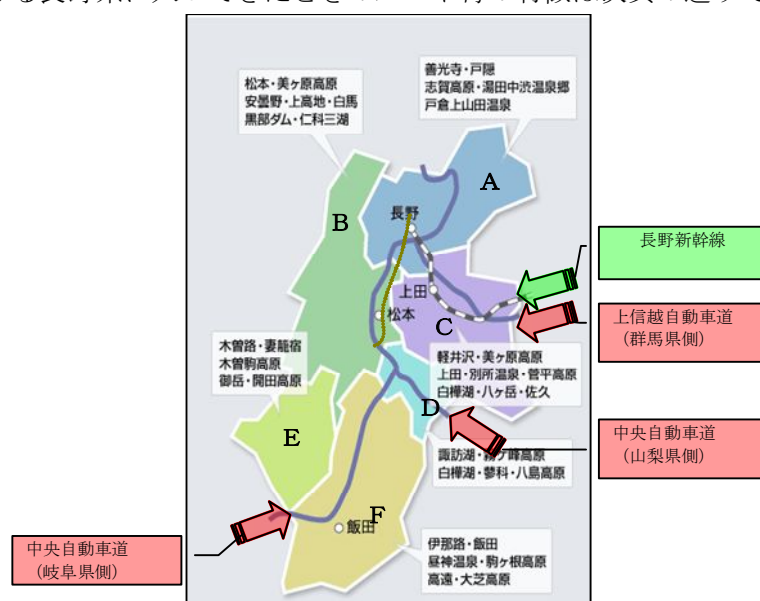 善光寺・戸隠
志賀高原・湯田中渋温泉郷
戸倉上山田温泉
松本・美ヶ原高原
安曇野・上高地・白馬
黒部ダム・仁科三湖
A
B
長野
長野新幹線
上田
C
松本
上信越自動車道
(群馬県側)
木曽路・妻籠宿
木曽駒高原
御岳・開田高原
軽井沢・美ヶ原高原
上田・別所温泉・菅平高原
白樺湖・八ヶ岳・佐久
D
E
中央自動車道
(山梨県側)
諏訪湖・霧ヶ峰高原
白樺湖・蓼科・八島高原
F
飯田
中央自動車道
(岐阜県側)
伊那路・飯田
昼神温泉・駒ヶ根高原
高遠・大芝高原